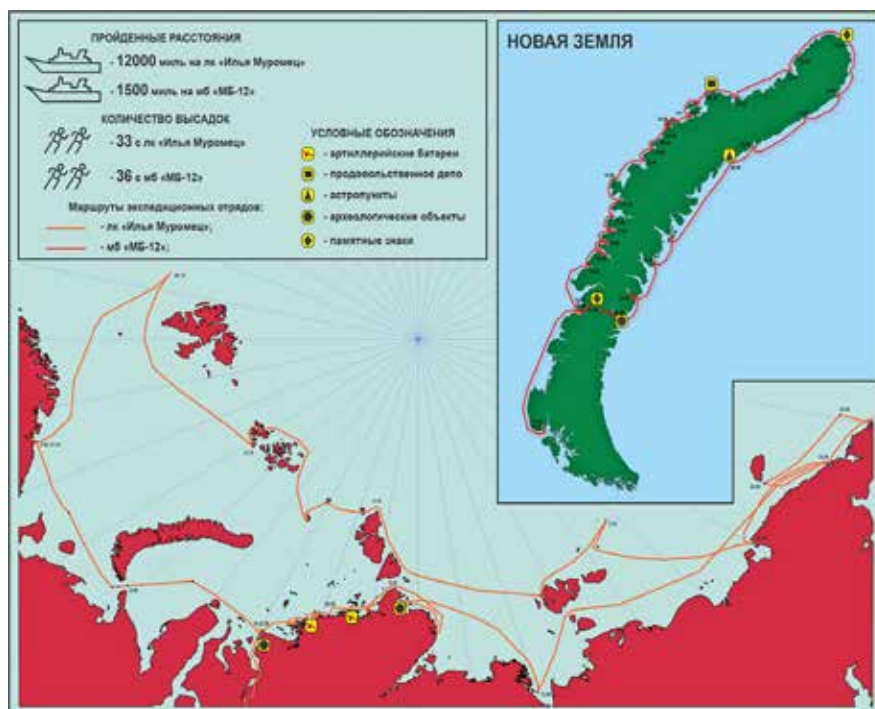 ПРОЙДЕННЫЕ РАССТОЯНИЯ
- 12000 миль на лк «Илья Муромец»
- 1500 миль на мб «МБ-12»
КОЛИЧЕСТВО ВЫСАДОК
- 33 с лк «Илья Муромец»
- 36 с мб «МБ-12»
Маршруты экспедиционных отрядов:
- лк «Илья Муромец»;
- мб «МБ-12»;
УСЛОВНЫЕ ОБОЗНАЧЕНИЯ
- артиллерийские батареи
- продовольственное депо
- астропункты
- археологические объекты
- памятные знаки
НОВАЯ ЗЕМЛЯ